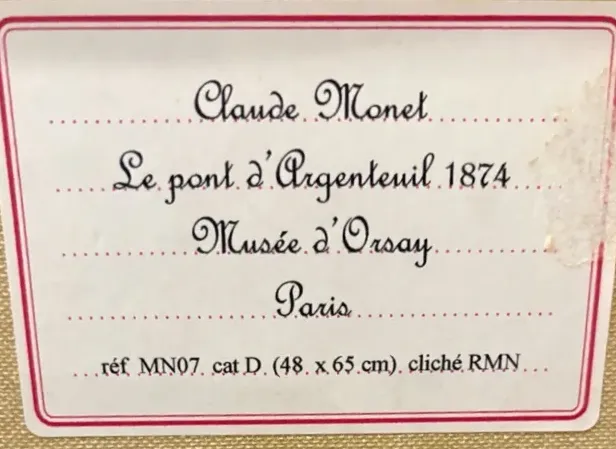 Claude Monet
Le pont d'Argenteuil 1874
Musée d'Orsay
Paris
réf MN07 cat D (48 x 65 cm) cliché RMN